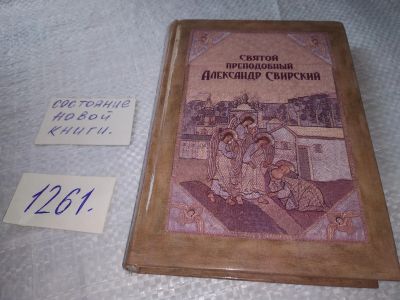 состояние
новой
книги.
1261.
Святой
преподобный
Александр Свирский